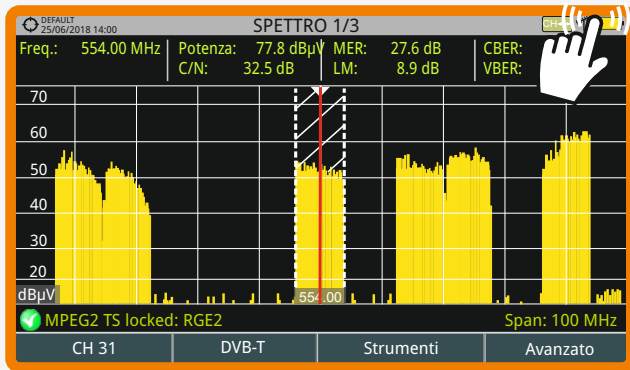 DEFAULT
25/06/2018 14:00
SPETTRO 1/3
CH
Freq.: 554.00 MHz
Potenza: 77.8 dBµV
MER: 27.6 dB
CBER:
C/N: 32.5 dB
LM: 8.9 dB
VBER:
70
60
50
40
30
20
dBµV
554.00
MPEG2 TS locked: RGE2
Span: 100 MHz
CH 31
DVB-T
Strumenti
Avanzato